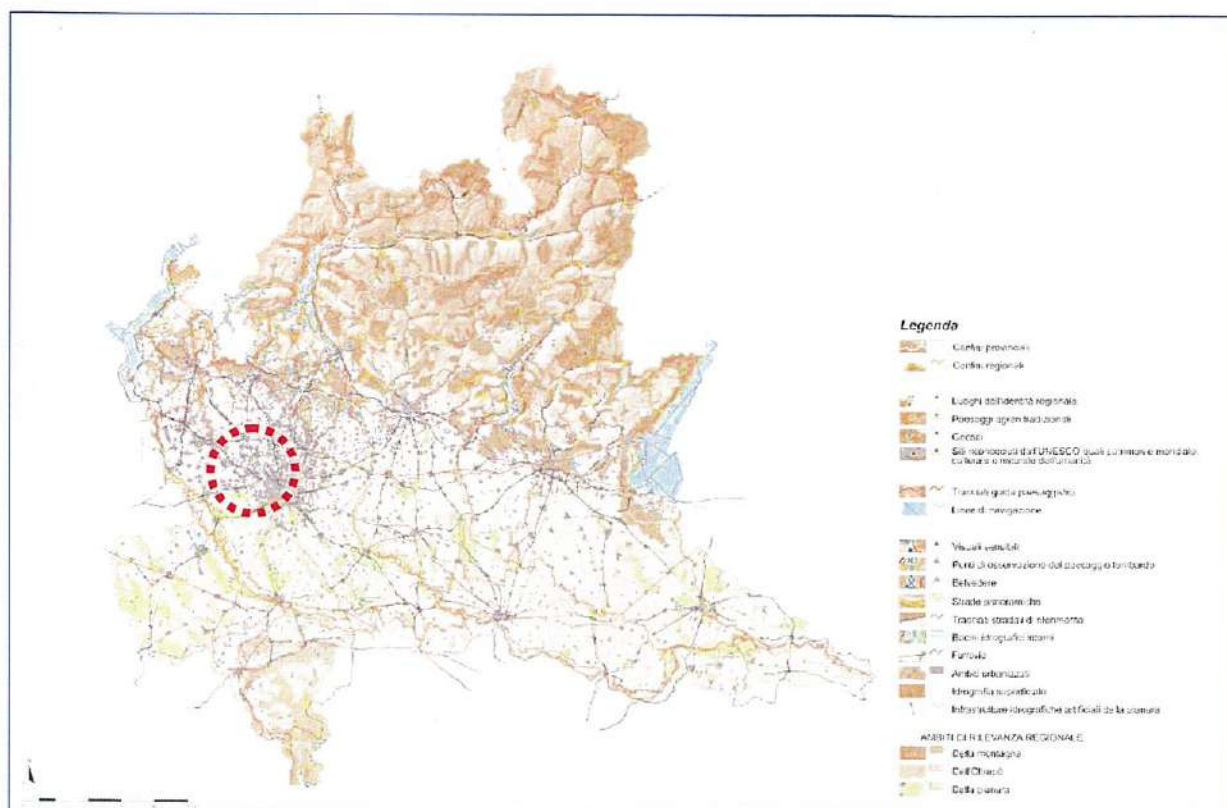 Legenda
Confini provinciali
Confini regionali
Luoghi dell'identità regionale
Paesaggi agrari tradizionali
Geositi
Siti riconosciuti dall'UNESCO quali patrimonio mondiale,
culturale e naturale dell'umanità
Tracciati guida paesaggistici
Linee di navigazione
Visuali sensibili
Punti di osservazione del paesaggio lombardo
Belvedere
Strade panoramiche
Tracciati stradali di riferimento
Bacini idrografici interni
Ferrovie
Ambiti urbanizzati
Idrografia superficiale
Infrastrutture idrografiche artificiali della pianura
AMBITI DI RILEVANZA REGIONALE
Della montagna
Dell'Oltrepò
Della pianura